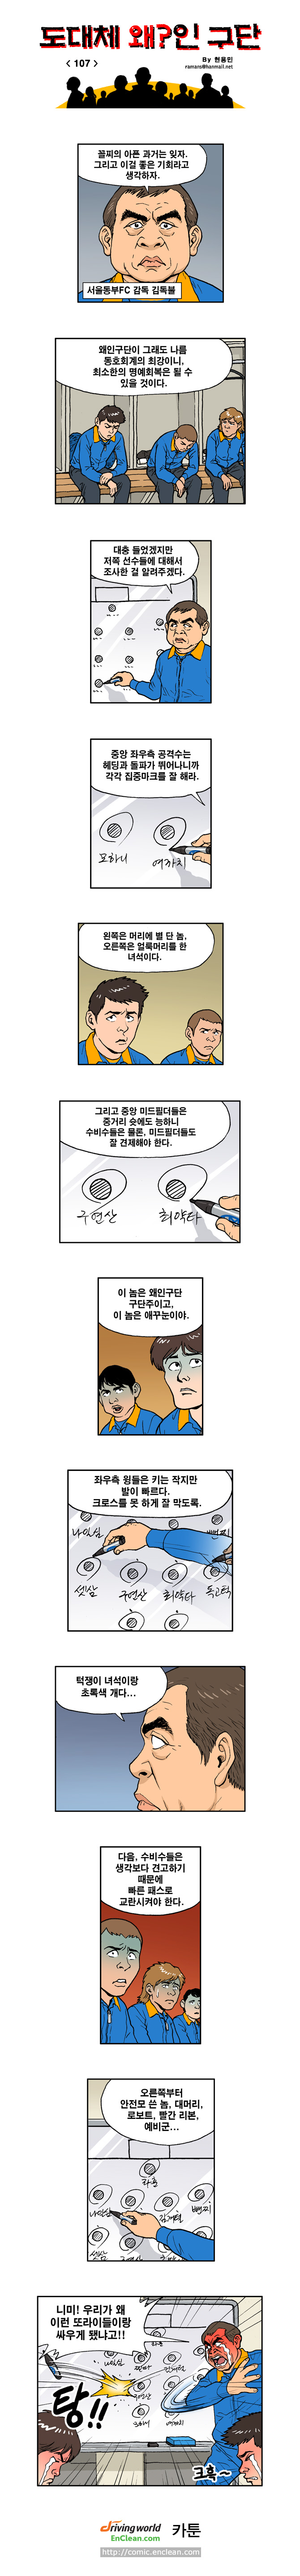 도대체 왜?인 구단
By 현용민
< 107 >
ramans@hanmail.net
꼴찌의 아픈 과거는 잊자.
그리고 이걸 좋은 기회라고
생각하자.
서울동부FC 감독 김독불
왜인구단이 그래도 나름
동호회계의 최강이니,
최소한의 명예회복은 될 수
있을 것이다.
대충 들었겠지만
저쪽 선수들에 대해서
조사한 걸 알려주겠다.
중앙 좌우측 공격수는
헤딩과 돌파가 뛰어나니까
각각 집중마크를 잘 해라.
모하니
여까치
왼쪽은 머리에 별 단 놈,
오른쪽은 얼룩머리를 한
녀석이다.
그리고 중앙 미드필더들은
중거리 슛에도 능하니
수비수들은 물론, 미드필더들도
잘 견제해야 한다.
구연산
최약타
이 놈은 왜인구단
구단주이고,
이 놈은 애꾸눈이야.
좌우측 윙들은 키는 작지만
발이 빠르다.
크로스를 못 하게 잘 막도록.
나일심
뺀찌
셋삼
구연산
최약타
독고탁
턱쟁이 녀석이랑
초록색 개다...
다음, 수비수들은
생각보다 견고하기
때문에
빠른 패스로
교란시켜야 한다.
오른쪽부터
안전모 쓴 놈, 대머리,
로보트, 빨간 리본,
예비군...
나일심
뺀찌
니미! 우리가 왜
이런 또라이들이랑
싸우게 됐냐고!!
탕!!
크흑~
drivingworld
EnClean.com
카툰
http://comic.enclean.com